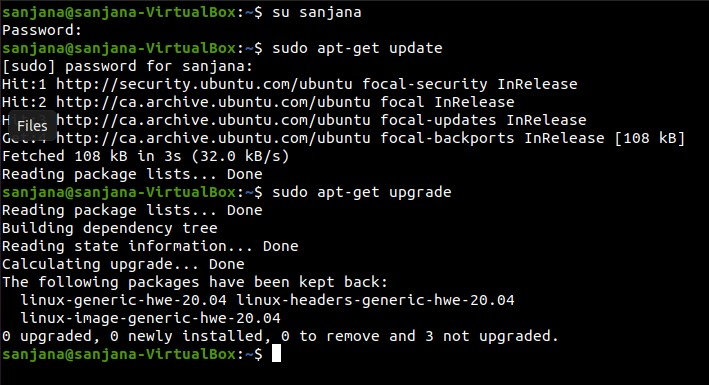 sanjana@sanjana-VirtualBox:~$ su sanjana
Password:
sanjana@sanjana-VirtualBox:~$ sudo apt-get update
[sudo] password for sanjana:
Hit:1 http://security.ubuntu.com/ubuntu focal-security InRelease
Hit:2 http://ca.archive.ubuntu.com/ubuntu focal InRelease
http://ca.archive.ubuntu.com/ubuntu focal-updates InRelease
Files
http://ca.archive.ubuntu.com/ubuntu focal-backports InRelease [108 kB]
Fetched 108 kB in 3s (32.0 kB/s)
Reading package lists... Done
sanjana@sanjana-VirtualBox:~$ sudo apt-get upgrade
Reading package lists... Done
Building dependency tree
Reading state information... Done
Calculating upgrade... Done
The following packages have been kept back:
  linux-generic-hwe-20.04 linux-headers-generic-hwe-20.04
  linux-image-generic-hwe-20.04
0 upgraded, 0 newly installed, 0 to remove and 3 not upgraded.
sanjana@sanjana-VirtualBox:~$